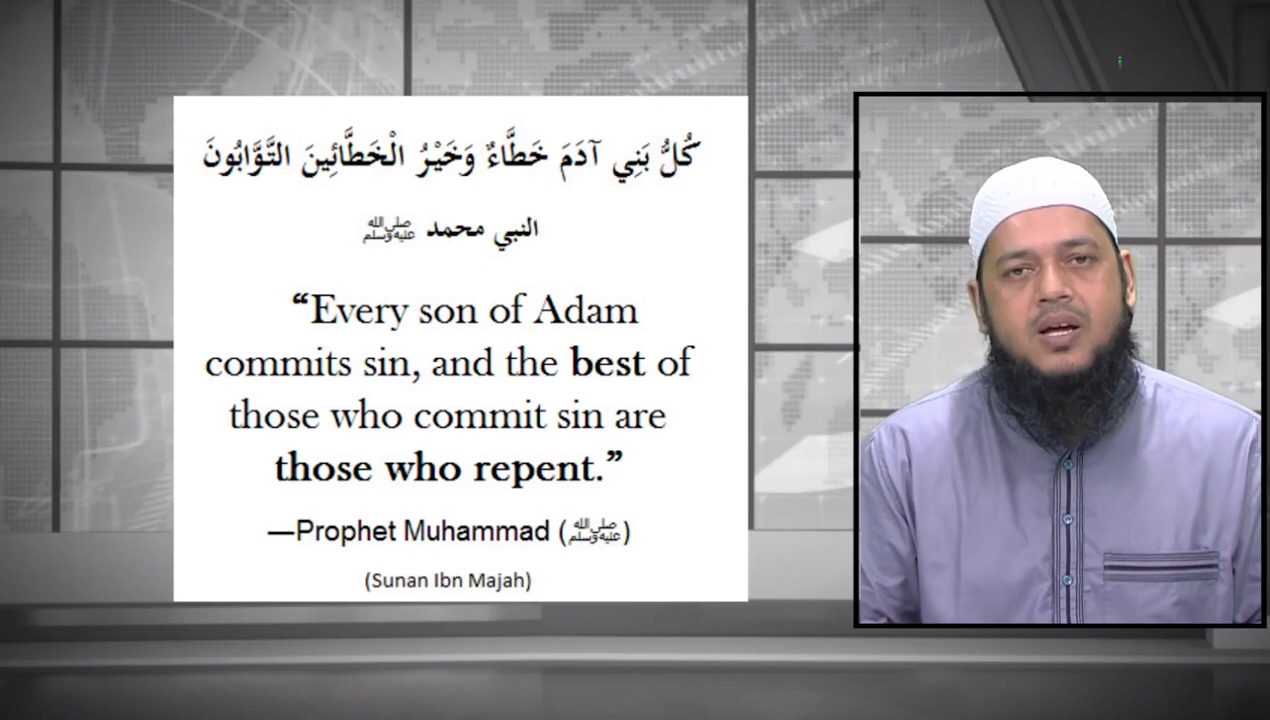 كُلُّ بَنِي آدَمَ خَطَّاءٌ وَخَيْرُ الْخَطَّائِينَ التَّوَّابُونَ
النبي محمد ﷺ
“Every son of Adam
commits sin, and the best of
those who commit sin are
those who repent.”
—Prophet Muhammad (ﷺ)
(Sunan Ibn Majah)